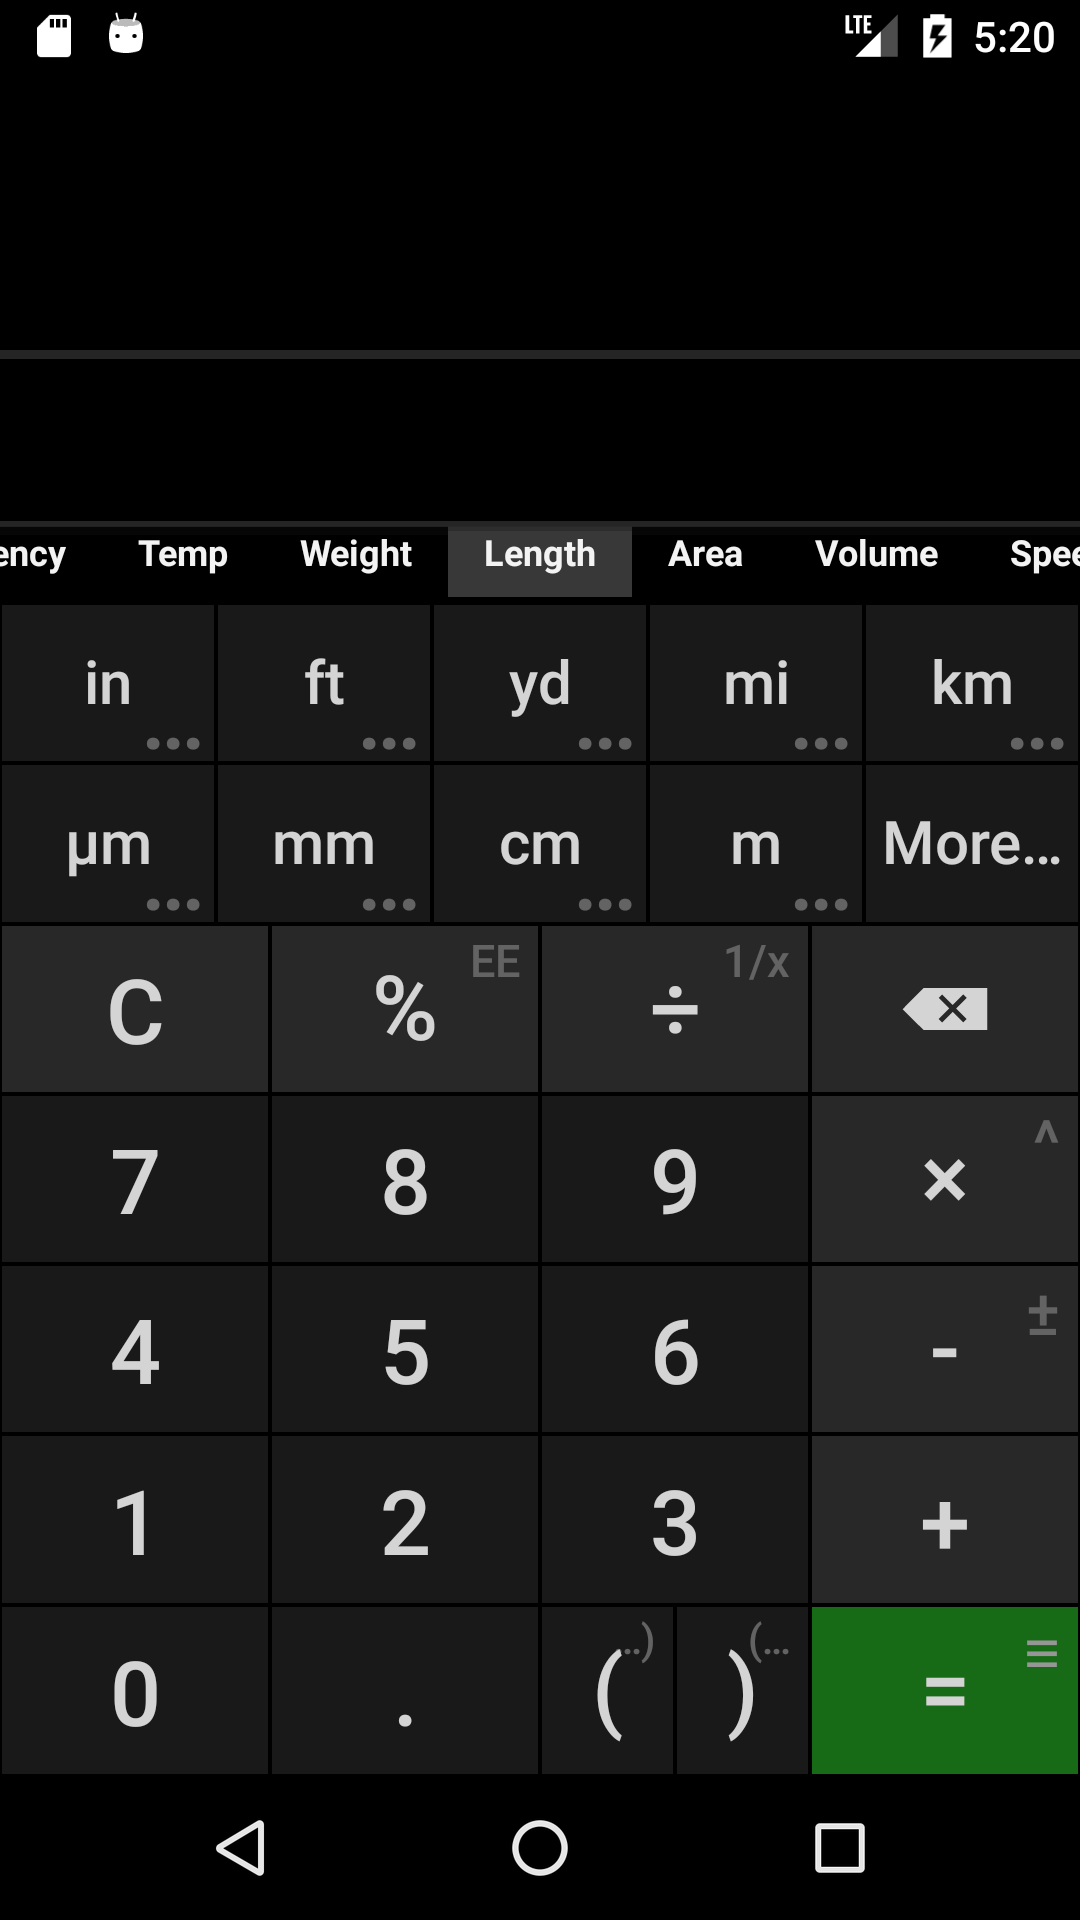 LTE 5:20
ency Temp Weight Length Area Volume Spee
in ft yd mi km
µm mm cm m More...
C % EE ÷ 1/x
7 8 9 × ^
4 5 6 - ±
1 2 3 +
0 . ( ..) ) (... = ≡